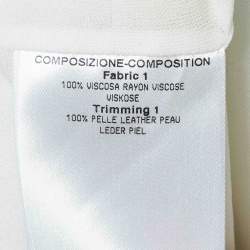 COMPOSIZIONE-COMPOSITION
Fabric 1
100% VISCOSA RAYON VISCOSE
VISKOSE
Trimming 1
100% PELLE LEATHER PEAU
LEDER PIEL